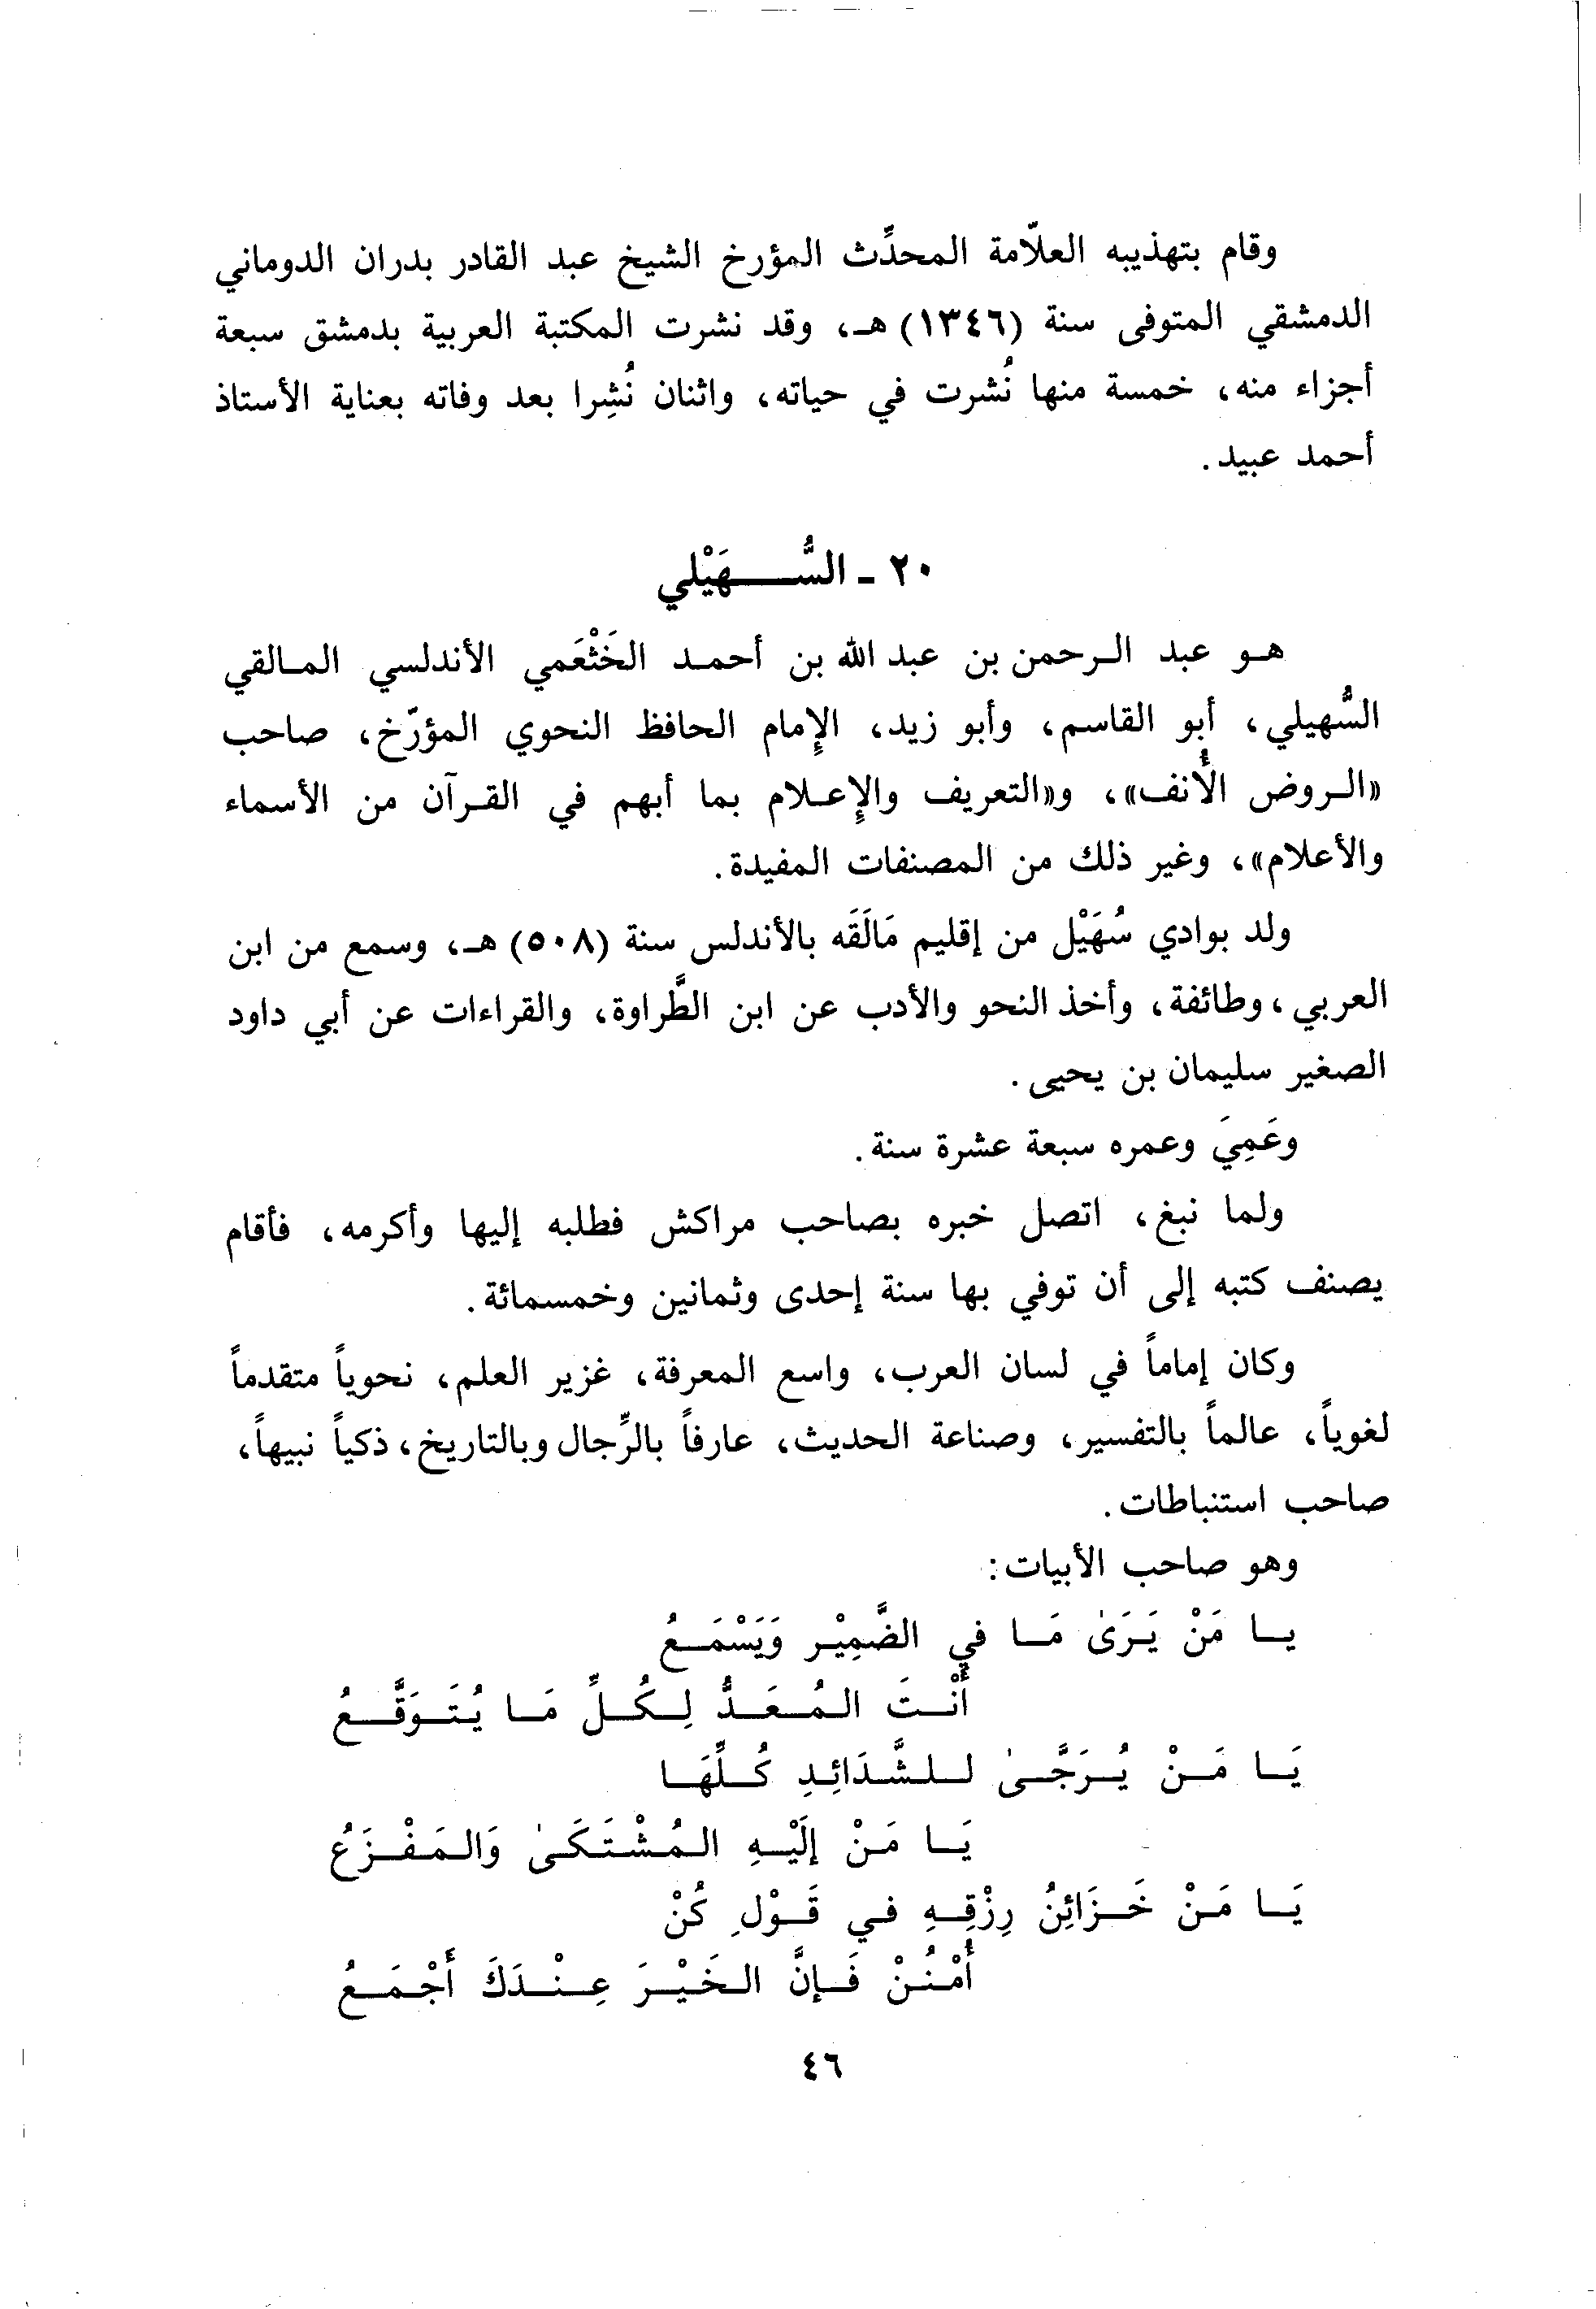 وقام بتهذيبه العلّامة المحدِّث المؤرخ الشيخ عبد القادر بدران الدوماني
الدمشقي المتوفى سنة (١٣٤٦) هـ، وقد نشرت المكتبة العربية بدمشق سبعة
أجزاء منه، خمسة منها نُشرت في حياته، واثنان نُشِرا بعد وفاته بعناية الأستاذ
أحمد عبيد.
٢٠ - السُّهَيْلي
هو عبد الرحمن بن عبد الله بن أحمد الخَثْعَمي الأندلسي المالقي
السُّهيلي، أبو القاسم، وأبو زيد، الإمام الحافظ النحوي المؤرّخ، صاحب
«الروض الأُنف»، و«التعريف والإعلام بما أبهم في القرآن من الأسماء
والأعلام»، وغير ذلك من المصنفات المفيدة.
ولد بوادي سُهَيْل من إقليم مَالَقَه بالأندلس سنة (٥٠٨) هـ، وسمع من ابن
العربي، وطائفة، وأخذ النحو والأدب عن ابن الطَّراوة، والقراءات عن أبي داود
الصغير سليمان بن يحيى.
وعَمِيَ وعمره سبعة عشرة سنة.
ولما نبغ، اتصل خبره بصاحب مراكش فطلبه إليها وأكرمه، فأقام
يصنف كتبه إلى أن توفي بها سنة إحدى وثمانين وخمسمائة.
وكان إماماً في لسان العرب، واسع المعرفة، غزير العلم، نحوياً متقدماً
لغوياً، عالماً بالتفسير، وصناعة الحديث، عارفاً بالرِّجال وبالتاريخ، ذكياً نبيهاً،
صاحب استنباطات.
وهو صاحب الأبيات:
يا مَنْ يَرَىٰ مَا في الضَّمِيْر وَيَسْمَعُ
أَنْتَ المُعَدُّ لِكُلِّ مَا يُتَوَقَّعُ
يَا مَنْ يُرَجَّىٰ للشَّدَائِدِ كُلِّهَا
يَا مَنْ إلَيْهِ المُشْتَكَىٰ وَالمَفْزَعُ
يَا مَنْ خَزَائِنُ رِزْقِهِ في قَوْلِ كُنْ
أُمْنُنْ فَإنَّ الخَيْرَ عِنْدَكَ أَجْمَعُ
٤٦